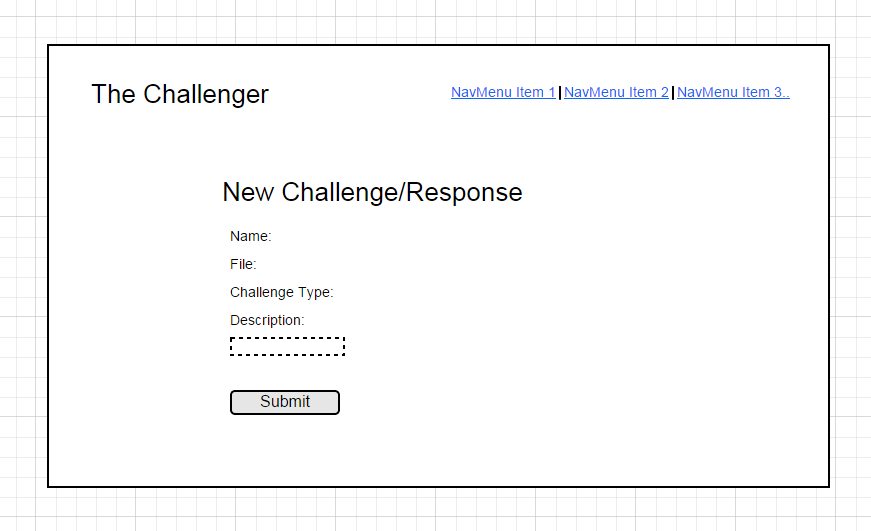 The Challenger
NavMenu Item 1|NavMenu Item 2|NavMenu Item 3..
New Challenge/Response
Name:
File:
Challenge Type:
Description:
Submit